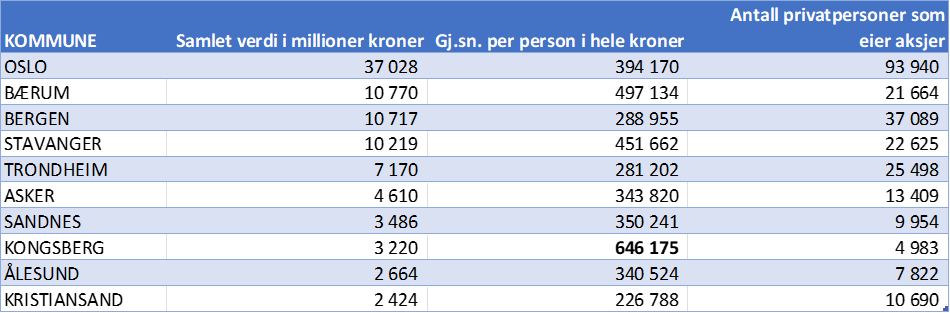 KOMMUNE Samlet verdi i millioner kroner Gj.sn. per person i hele kroner Antall privatpersoner som eier aksjer
OSLO 37 028 394 170 93 940
BÆRUM 10 770 497 134 21 664
BERGEN 10 717 288 955 37 089
STAVANGER 10 219 451 662 22 625
TRONDHEIM 7 170 281 202 25 498
ASKER 4 610 343 820 13 409
SANDNES 3 486 350 241 9 954
KONGSBERG 3 220 646 175 4 983
ÅLESUND 2 664 340 524 7 822
KRISTIANSAND 2 424 226 788 10 690